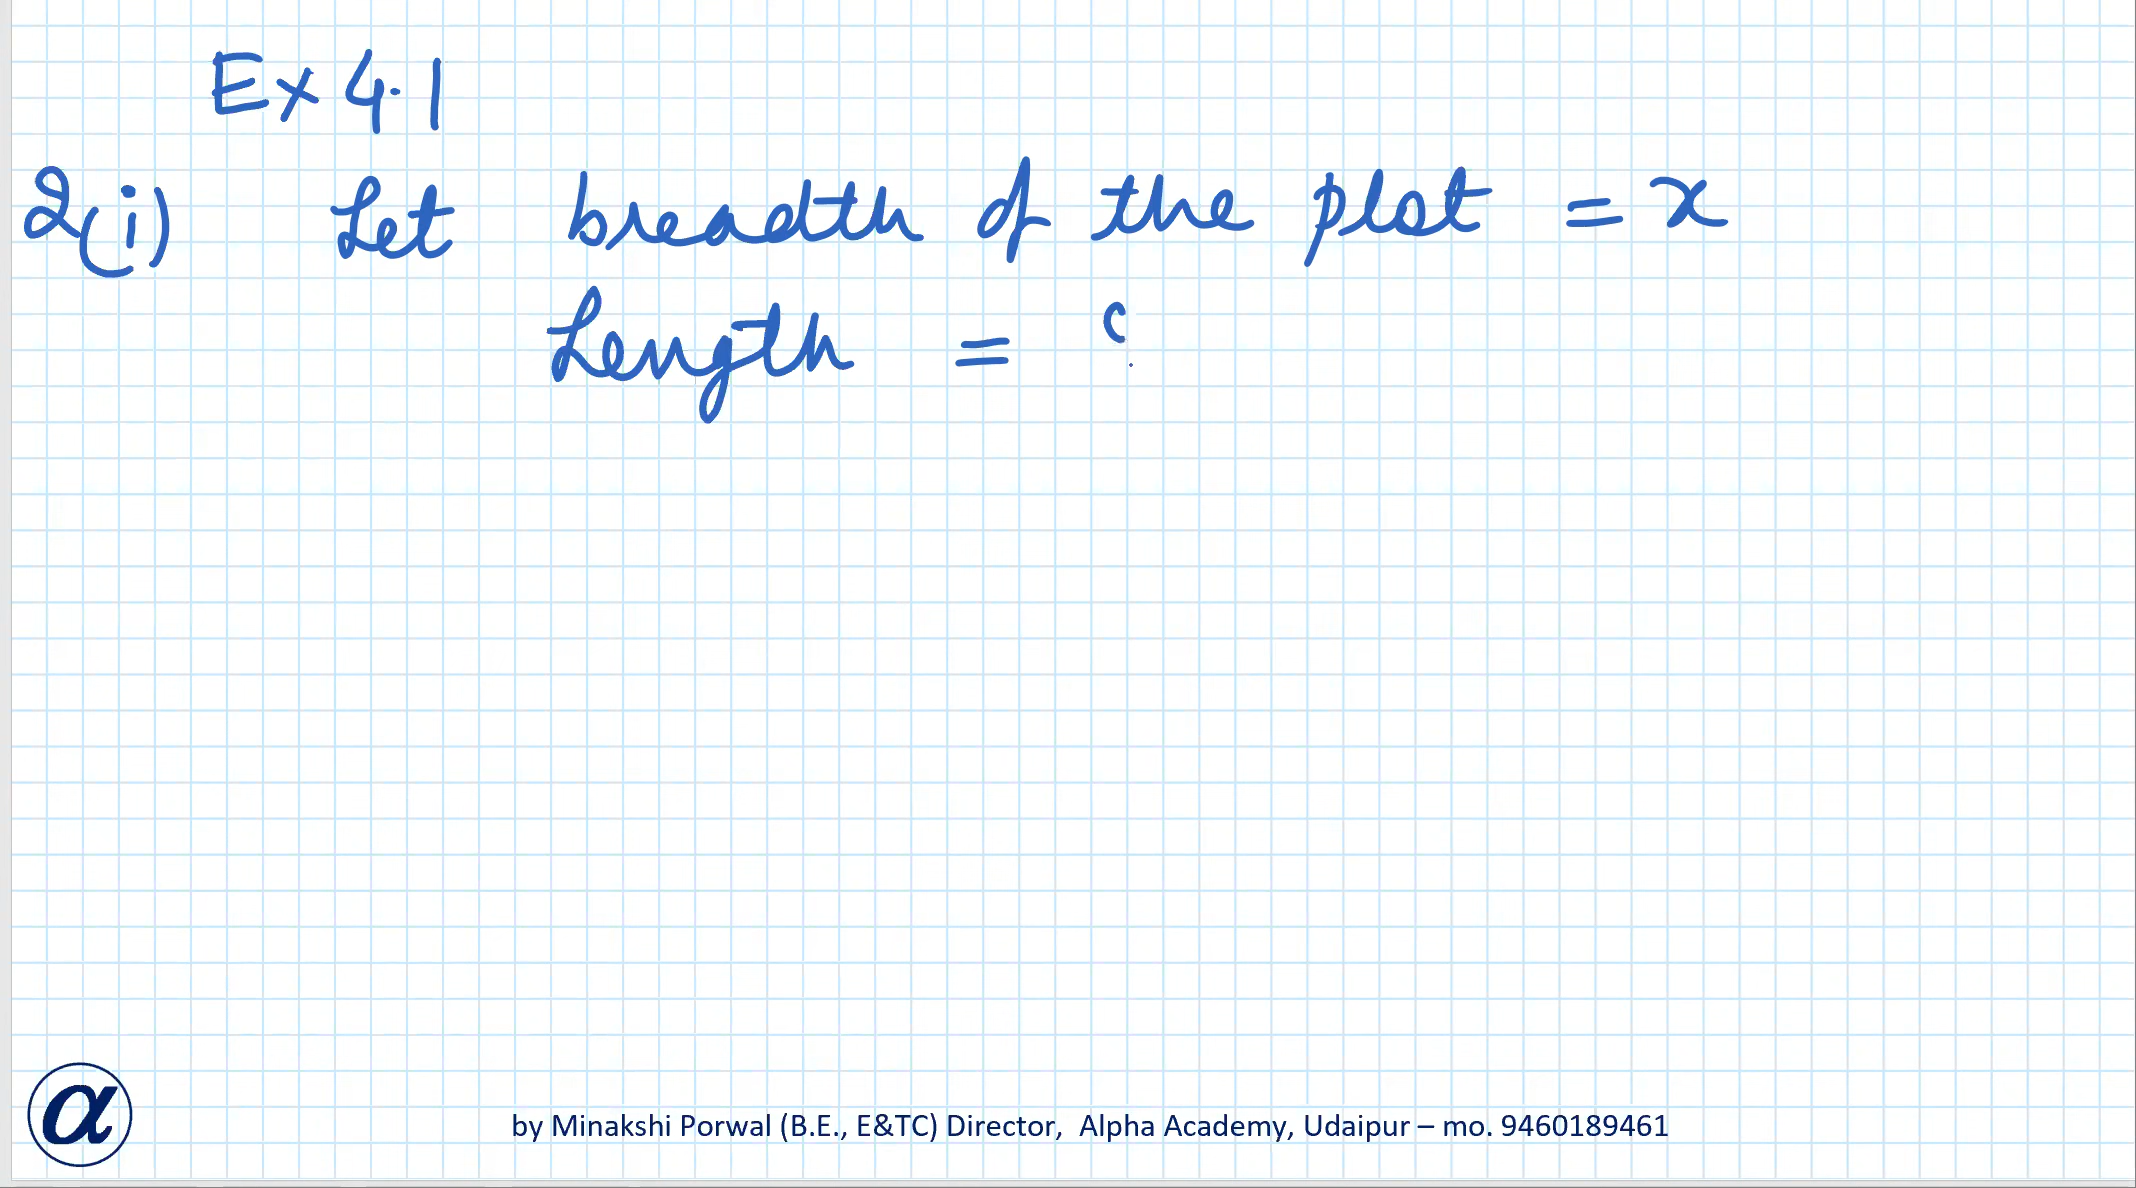 Ex 4.1
2(i) Let breadth of the plot = x
Length =
α
by Minakshi Porwal (B.E., E&TC) Director, Alpha Academy, Udaipur – mo. 9460189461